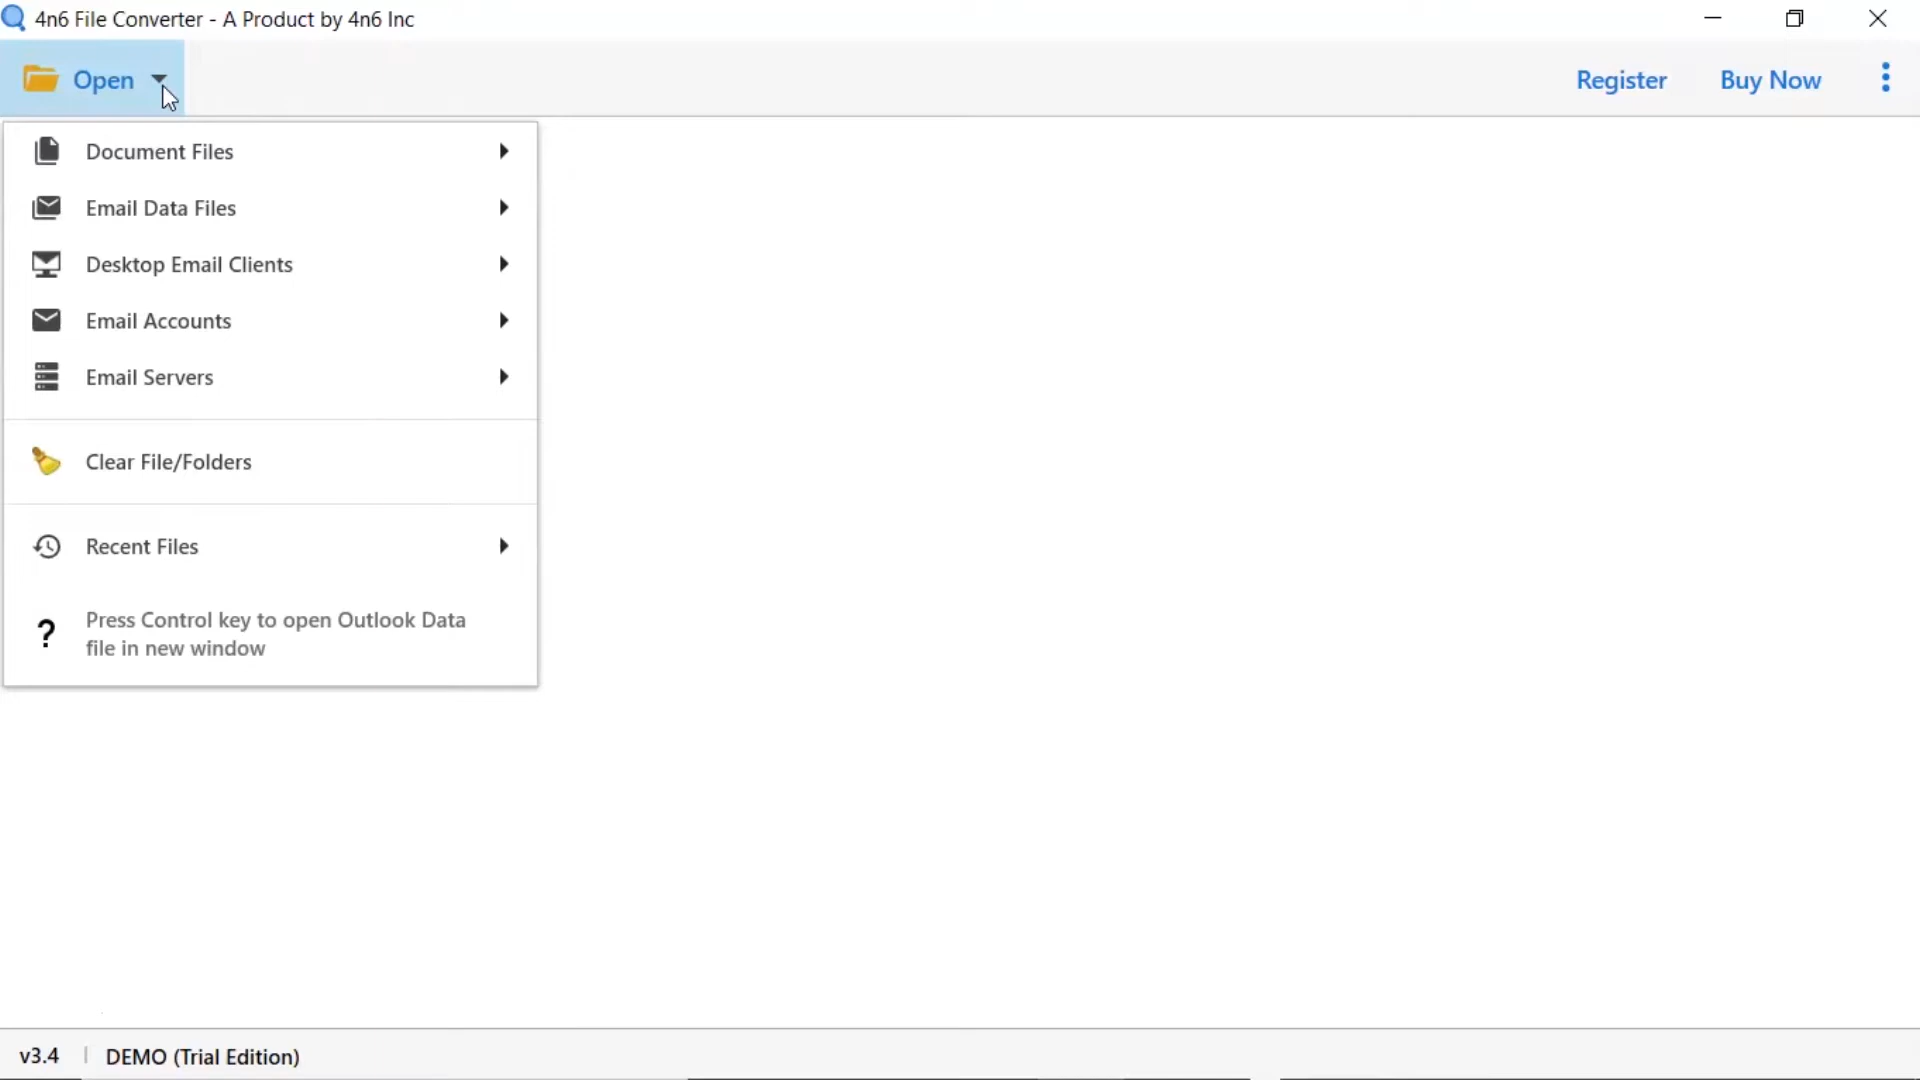 4n6 File Converter - A Product by 4n6 Inc
Open
Register
Buy Now
Document Files
Email Data Files
Desktop Email Clients
Email Accounts
Email Servers
Clear File/Folders
Recent Files
? Press Control key to open Outlook Data
file in new window
v3.4 | DEMO (Trial Edition)